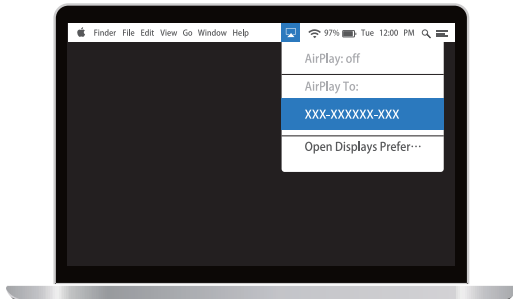 Finder File Edit View Go Window Help 97% Tue 12:00 PM
AirPlay: off
AirPlay To:
XXX-XXXXXX-XXX
Open Displays Prefer···